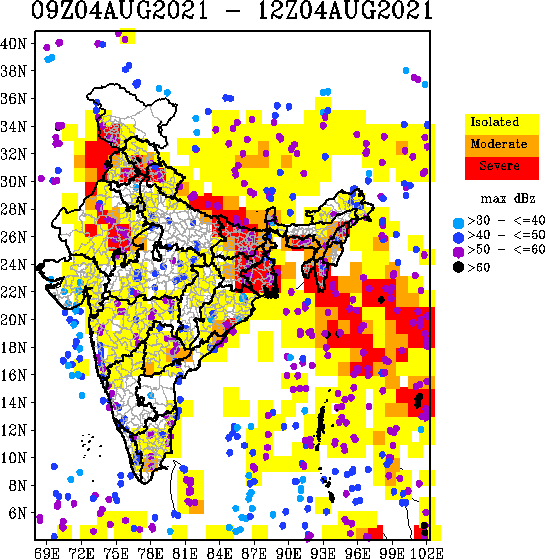 09Z04AUG2021 – 12Z04AUG2021
40N
38N
36N
34N
32N
30N
28N
26N
24N
22N
20N
18N
16N
14N
12N
10N
8N
6N
69E 72E 75E 78E 81E 84E 87E 90E 93E 96E 99E 102E
Isolated
Moderate
Severe
max dBz
>30 – <=40
>40 – <=50
>50 – <=60
>60